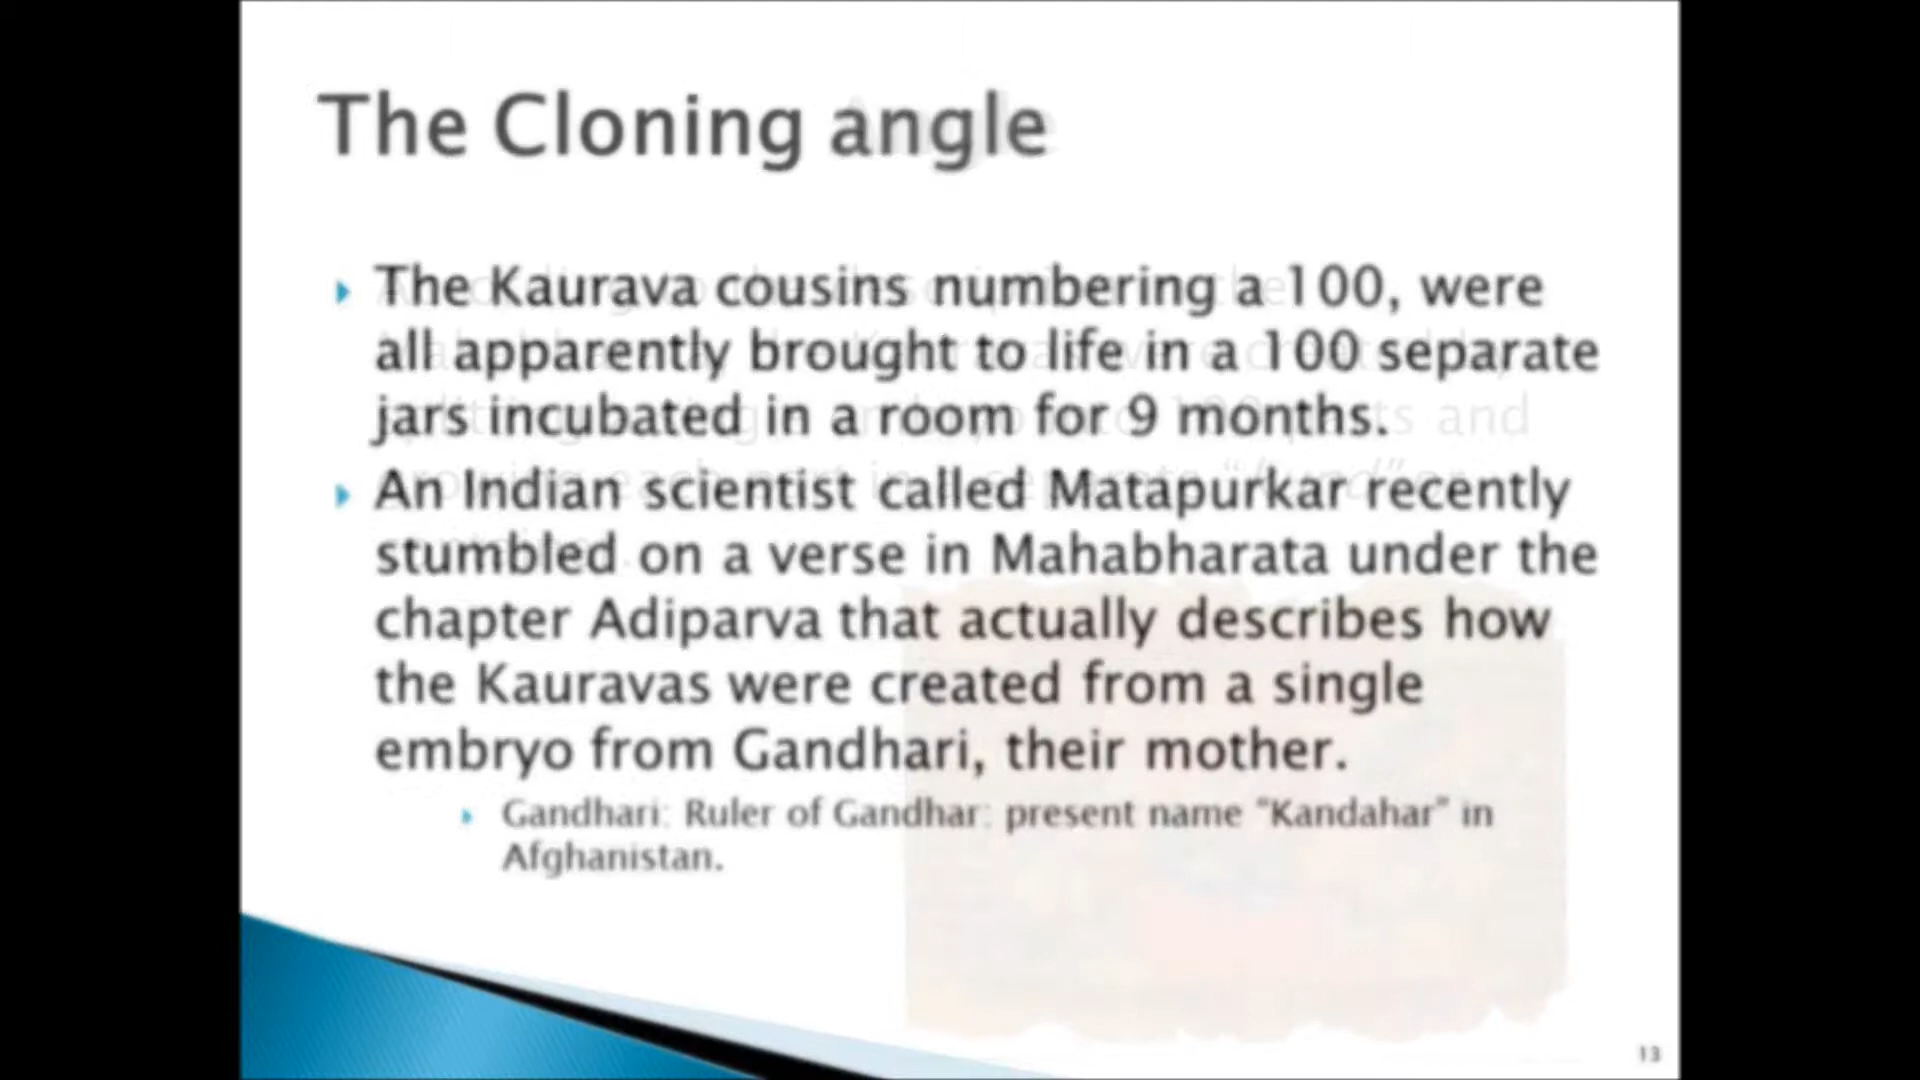 The Cloning angle
The Kaurava cousins numbering a 100, were
all apparently brought to life in a 100 separate
jars incubated in a room for 9 months.
An Indian scientist called Matapurkar recently
stumbled on a verse in Mahabharata under the
chapter Adiparva that actually describes how
the Kauravas were created from a single
embryo from Gandhari, their mother.
Gandhari: Ruler of Gandhar: present name "Kandahar" in
Afghanistan.
13